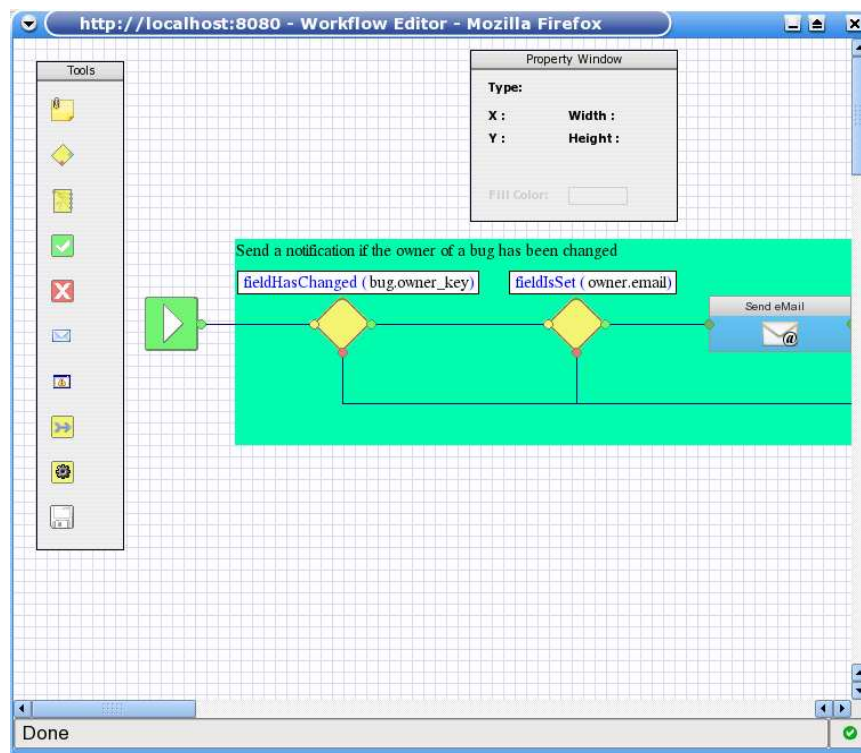 http://localhost:8080 - Workflow Editor - Mozilla Firefox
Tools
Property Window
Type:
X : Width :
Y : Height :
Fill Color:
Send a notification if the owner of a bug has been changed
fieldHasChanged ( bug.owner_key) fieldIsSet ( owner.email)
Send eMail
@
Done